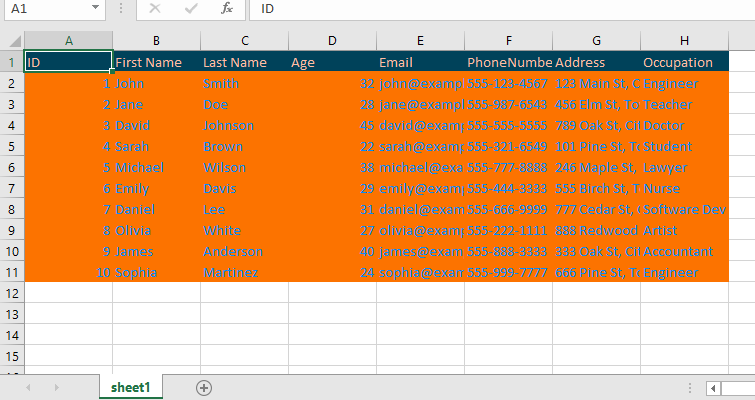 A1 fx ID
A B C D E F G H
1 ID First Name Last Name Age Email PhoneNumbe Address Occupation
2 1 John Smith 32 john@examp 555-123-4567 123 Main St, C Engineer
3 2 Jane Doe 28 jane@exampl 555-987-6543 456 Elm St, To Teacher
4 3 David Johnson 45 david@examp 555-555-5555 789 Oak St, Cit Doctor
5 4 Sarah Brown 22 sarah@examp 555-321-6549 101 Pine St, To Student
6 5 Michael Wilson 38 michael@exa 555-777-8888 246 Maple St, Lawyer
7 6 Emily Davis 29 emily@examp 555-444-3333 555 Birch St, T Nurse
8 7 Daniel Lee 31 daniel@exam 555-666-9999 777 Cedar St, Software Dev
9 8 Olivia White 27 olivia@examp 555-222-1111 888 Redwood Artist
10 9 James Anderson 40 james@exam 555-888-3333 333 Oak St, Cit Accountant
11 10 Sophia Martinez 24 sophia@exam 555-999-7777 666 Pine St, To Engineer
12
13
14
15
sheet1